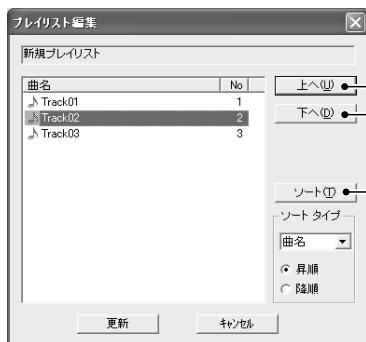 プレイリスト編集
新規プレイリスト
曲名 No
Track01 1
Track02 2
Track03 3
上へ(U)
下へ(D)
ソート(T)
ソート タイプ
曲名
昇順
降順
更新 キャンセル